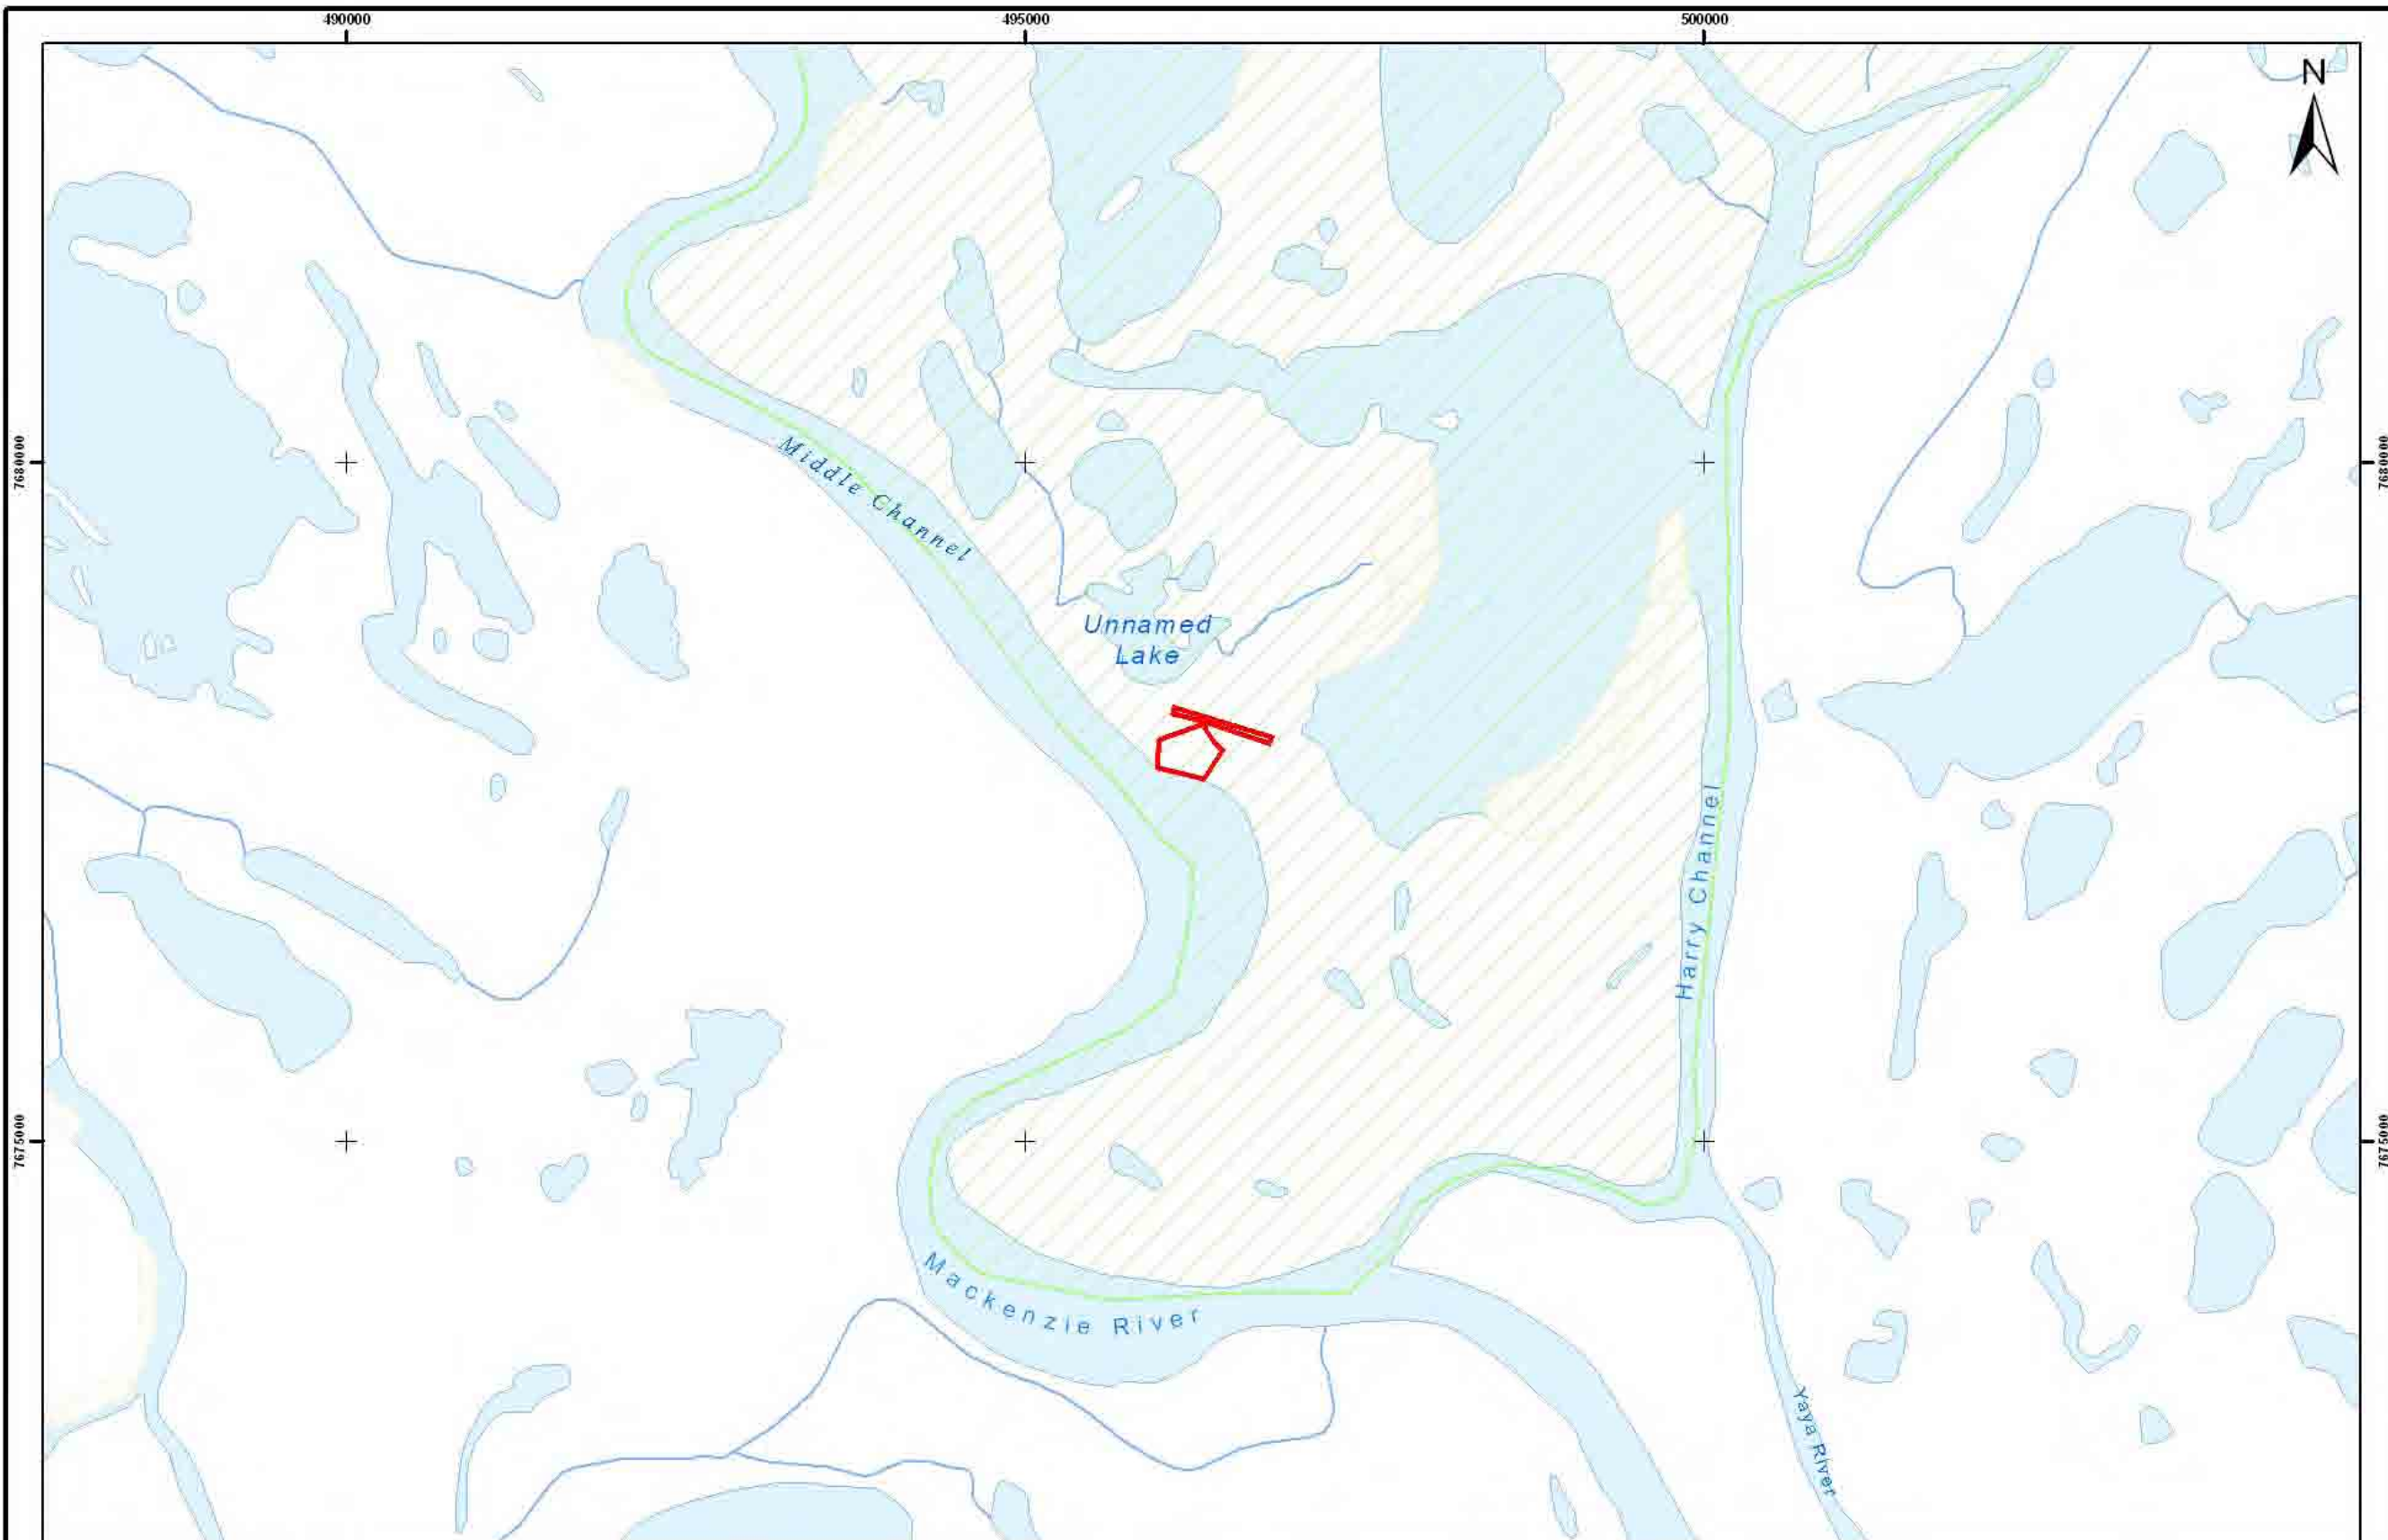 490000
495000
500000
N
7680000
7680000
Middle Channel
Unnamed
Lake
Harry Channel
7675000
7675000
Mackenzie River
Yaya River